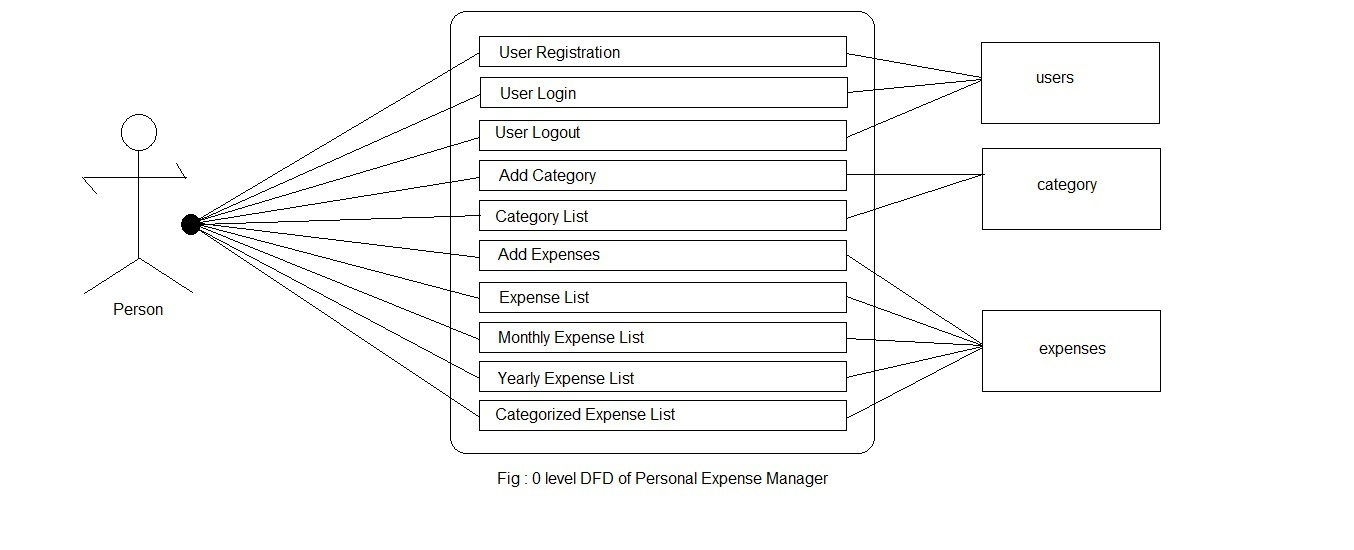 User Registration
users
User Login
User Logout
Add Category
category
Category List
Add Expenses
Expense List
Person
Monthly Expense List
expenses
Yearly Expense List
Categorized Expense List
Fig : 0 level DFD of Personal Expense Manager